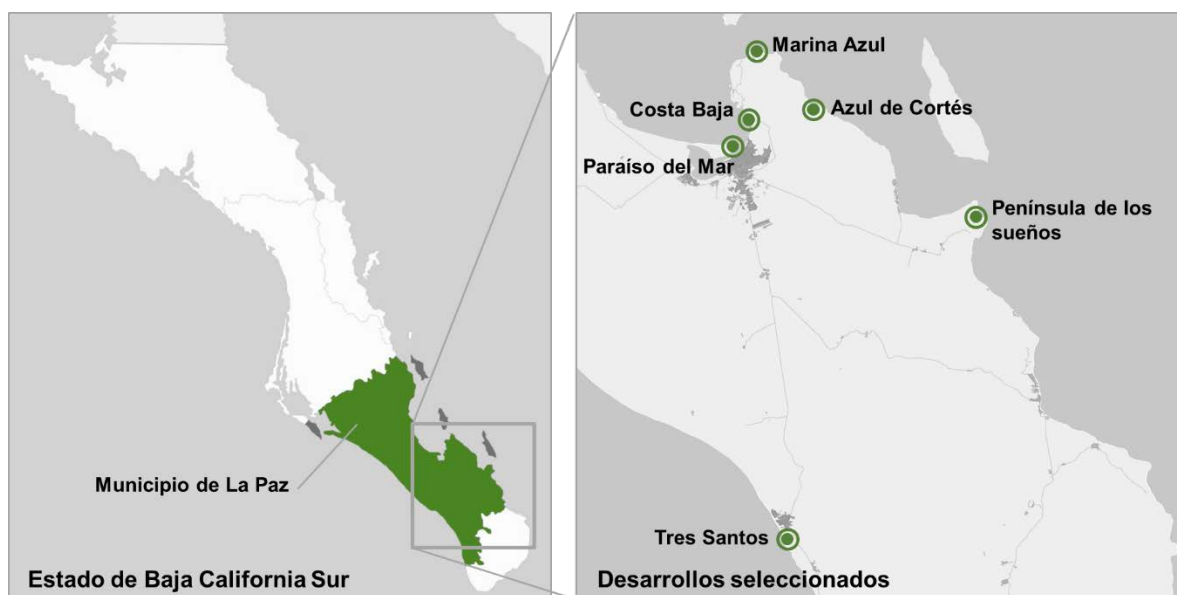 Municipio de La Paz
Estado de Baja California Sur
Marina Azul
Costa Baja
Azul de Cortés
Paraíso del Mar
Península de los
sueños
Tres Santos
Desarrollos seleccionados